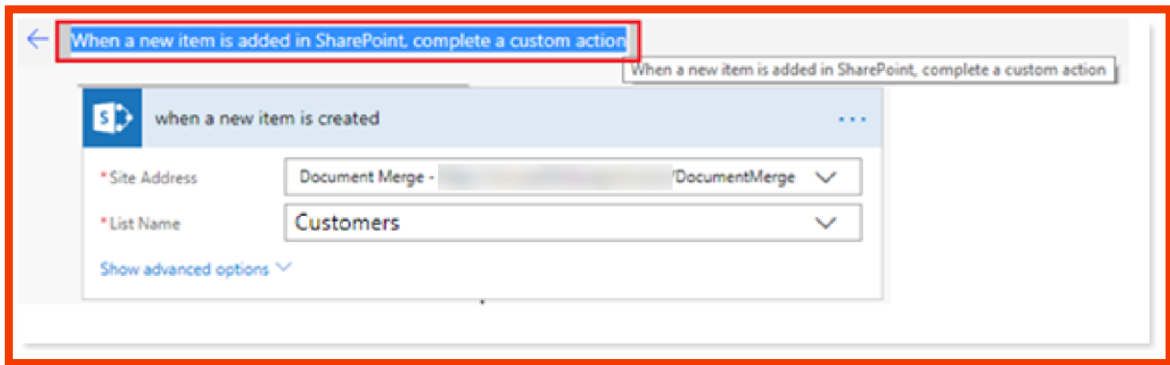 When a new item is added in SharePoint, complete a custom action
When a new item is added in SharePoint, complete a custom action
S
when a new item is created
*Site Address
Document Merge - /DocumentMerge
*List Name
Customers
Show advanced options